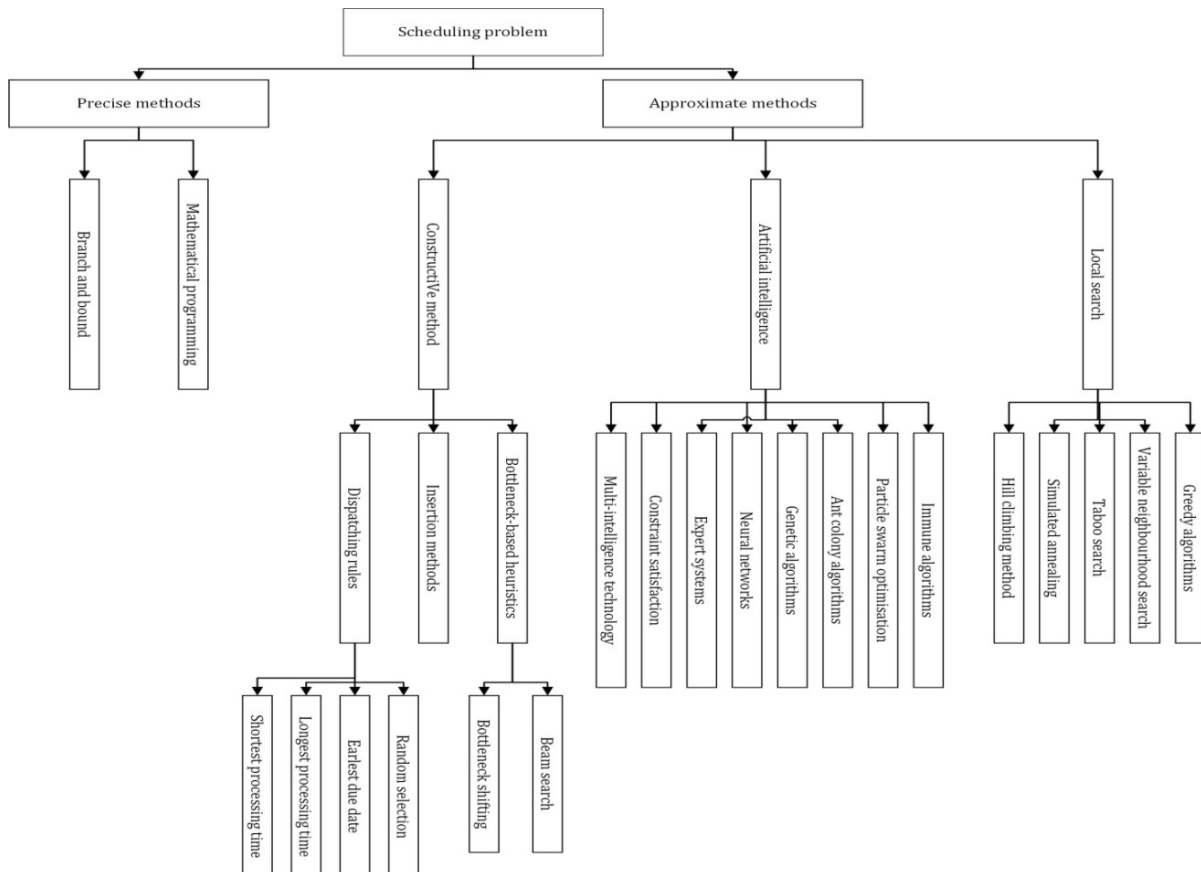 Scheduling problem
Precise methods
Approximate methods
Branch and bound
Mathematical programming
ConstructiVe method
Artificial intelligence
Local search
Dispatching rules
Insertion methods
Bottleneck-based heuristics
Multi-intelligence technology
Constraint satisfaction
Expert systems
Neural networks
Genetic algorithms
Ant colony algorithms
Particle swarm optimisation
Immune algorithms
Hill climbing method
Simulated annealing
Taboo search
Variable neighbourhood search
Greedy algorithms
Shortest processing time
Longest processing time
Earlest due date
Random selection
Bottleneck shifting
Beam search